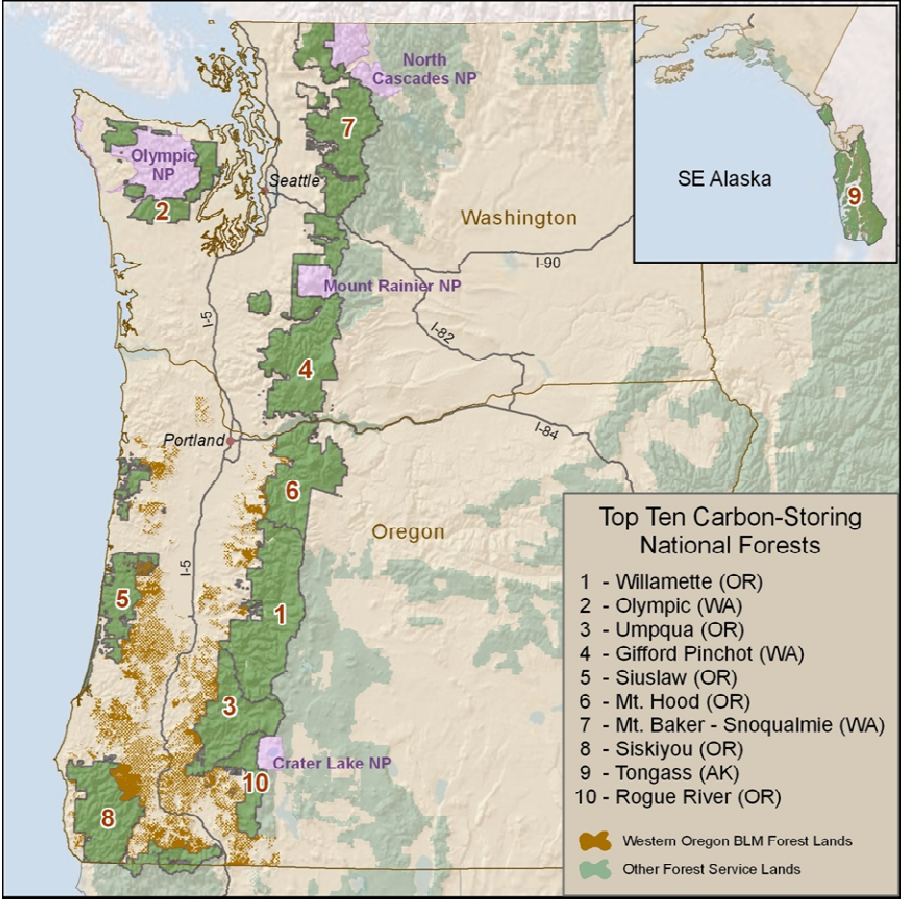 North
Cascades NP
7
Olympic
NP
Seattle
2
Washington
SE Alaska
9
I-90
Mount Rainier NP
I-5
I-82
4
I-84
Portland
6
Oregon
I-5
5
1
3
Crater Lake NP
10
8
Top Ten Carbon-Storing
National Forests
1 - Willamette (OR)
2 - Olympic (WA)
3 - Umpqua (OR)
4 - Gifford Pinchot (WA)
5 - Siuslaw (OR)
6 - Mt. Hood (OR)
7 - Mt. Baker - Snoqualmie (WA)
8 - Siskiyou (OR)
9 - Tongass (AK)
10 - Rogue River (OR)
Western Oregon BLM Forest Lands
Other Forest Service Lands